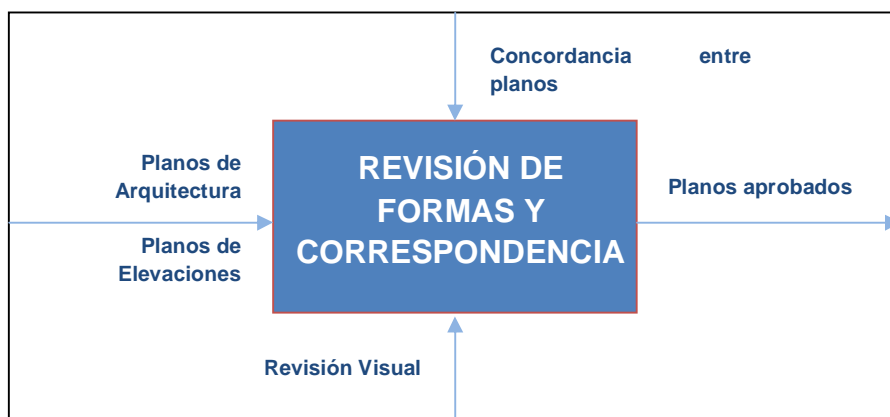 Concordancia entre
planos
Planos de
Arquitectura
Planos de
Elevaciones
REVISIÓN DE
FORMAS Y
CORRESPONDENCIA
Planos aprobados
Revisión Visual